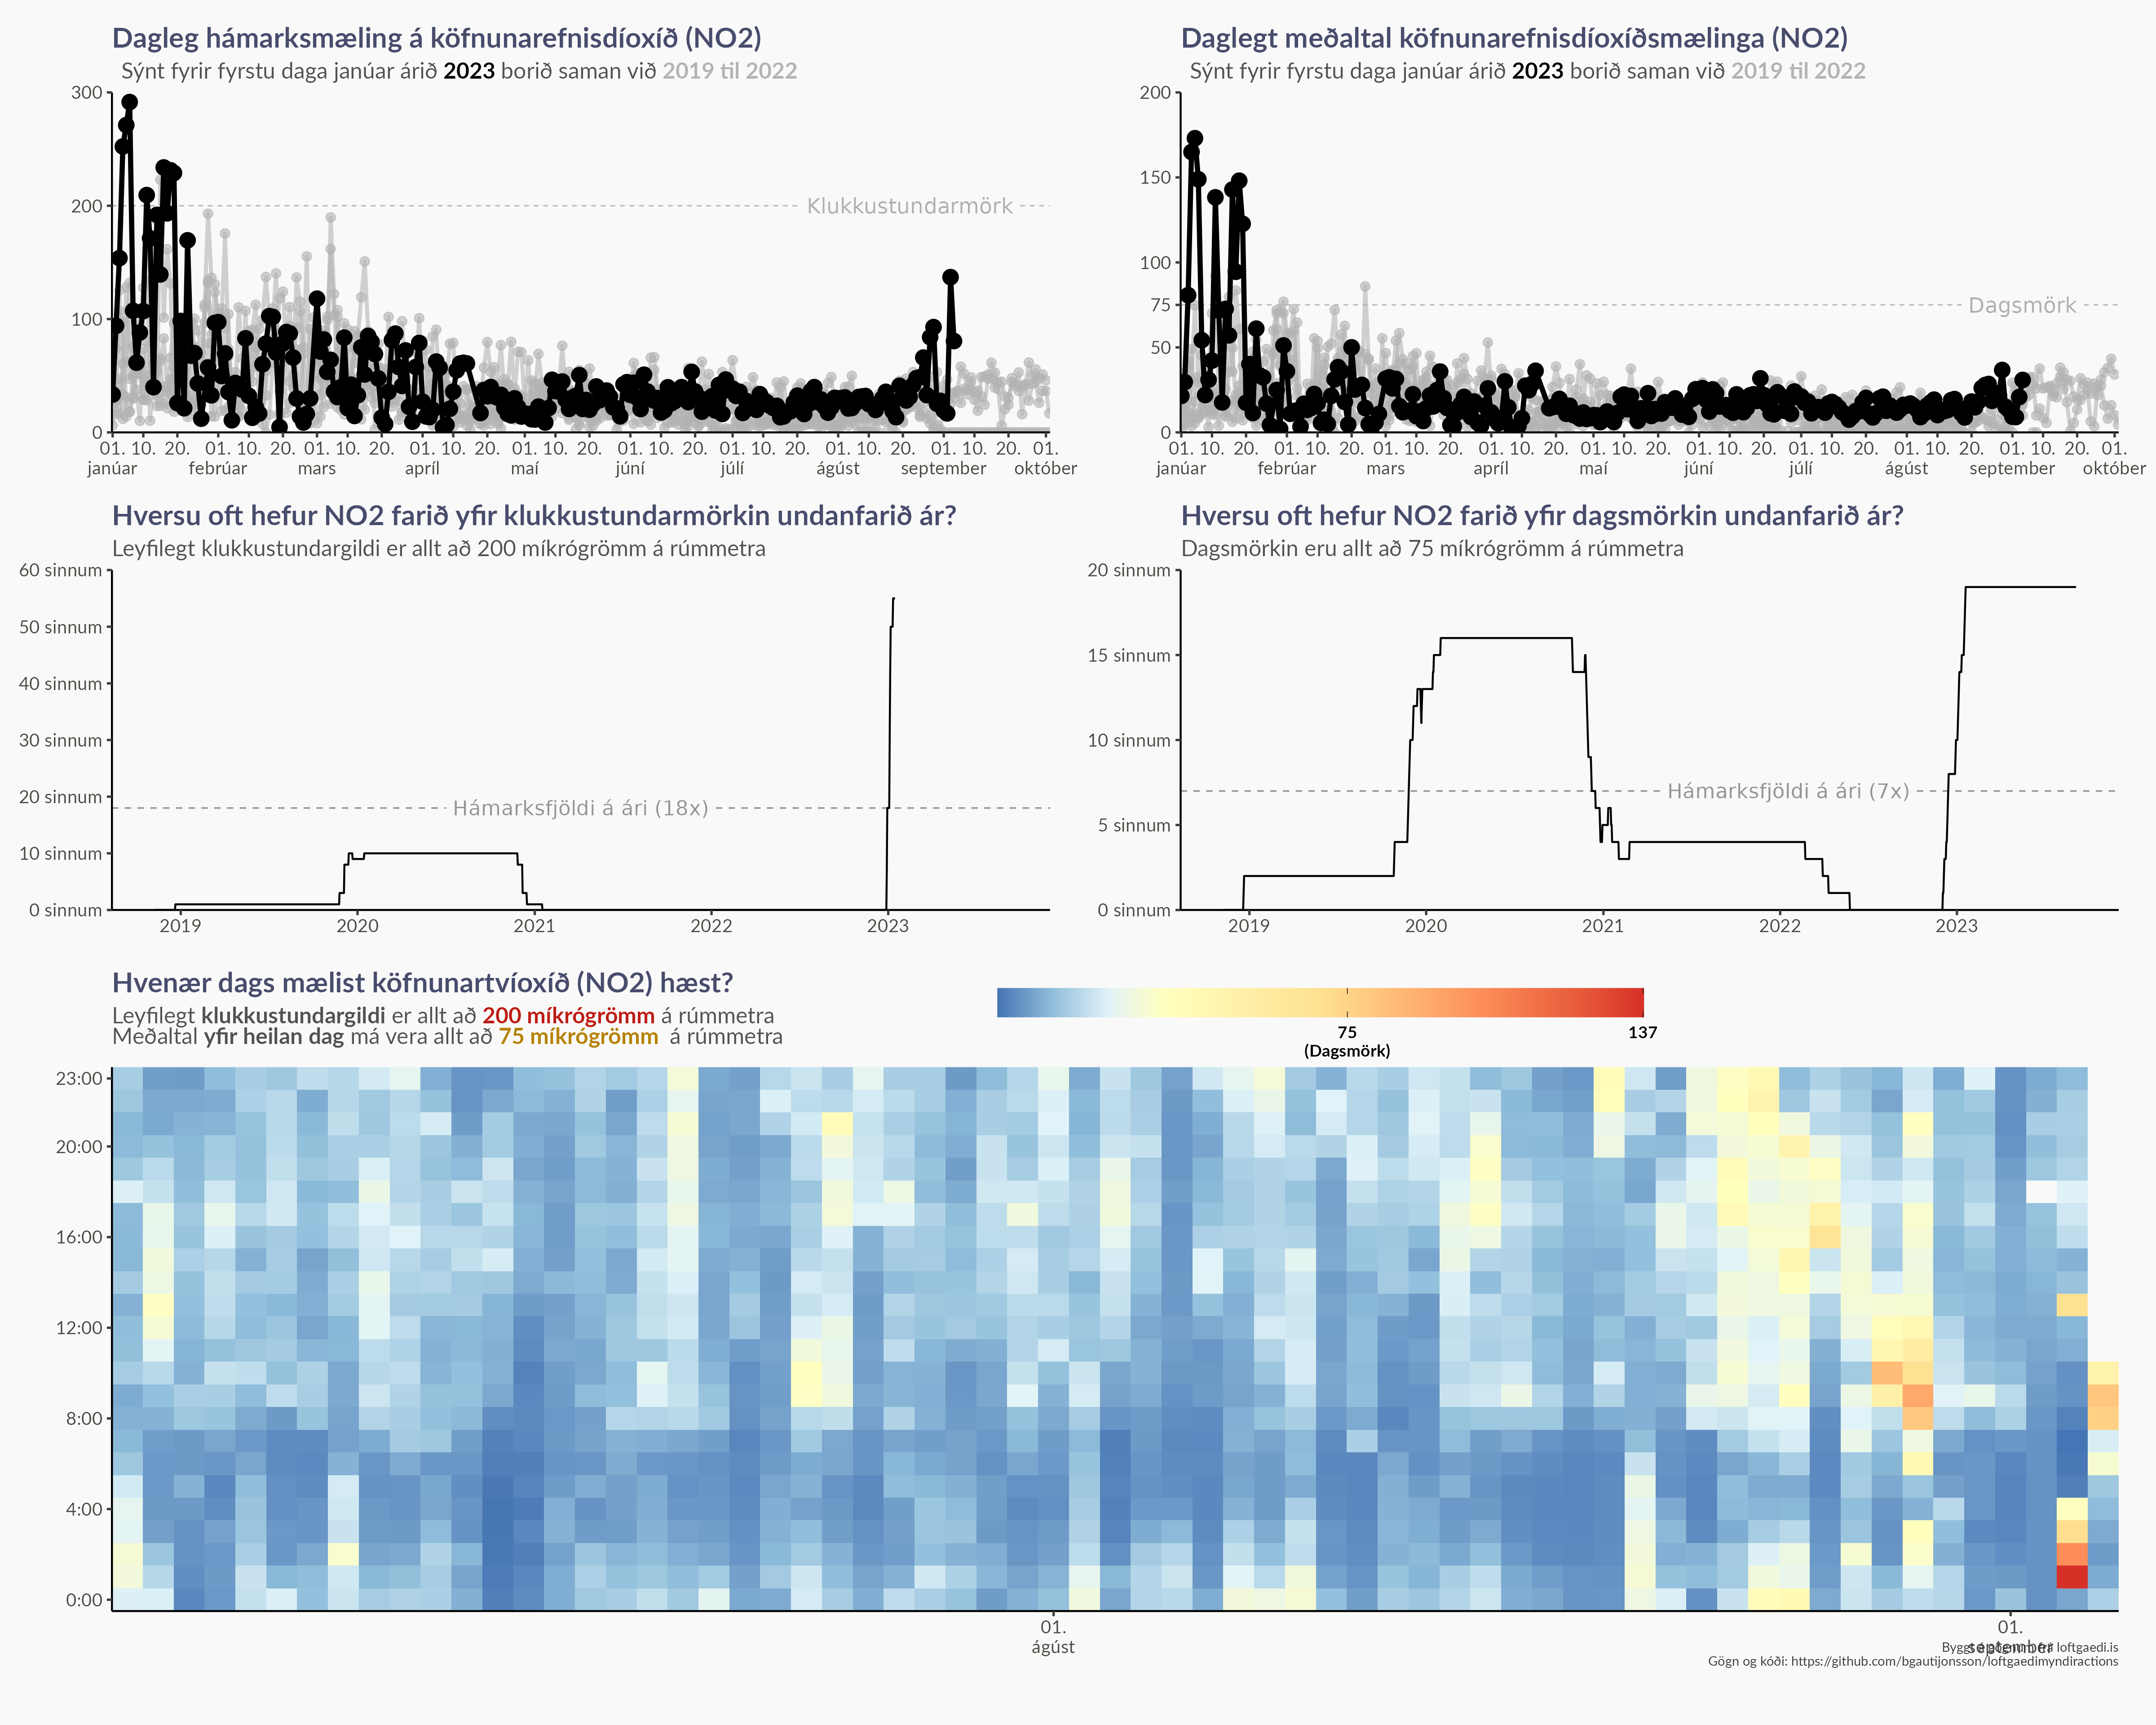 Dagleg hámarksmæling á köfnunarefnisdíoxíð (NO2)
Sýnt fyrir fyrstu daga janúar árið 2023 borið saman við 2019 til 2022
300
200
100
0
Klukkustundarmörk
01. 10. 20. 01. 10. 20. 01. 10. 20. 01. 10. 20. 01. 10. 20. 01. 10. 20. 01. 10. 20. 01. 10. 20. 01. 10. 20. 01.
janúar febrúar mars apríl maí júní júlí ágúst september október
Daglegt meðaltal köfnunarefnisdíoxíðsmælinga (NO2)
Sýnt fyrir fyrstu daga janúar árið 2023 borið saman við 2019 til 2022
200
150
100
75
50
0
Dagsmörk
01. 10. 20. 01. 10. 20. 01. 10. 20. 01. 10. 20. 01. 10. 20. 01. 10. 20. 01. 10. 20. 01. 10. 20. 01. 10. 20. 01.
janúar febrúar mars apríl maí júní júlí ágúst september október
Hversu oft hefur NO2 farið yfir klukkustundarmörkin undanfarið ár?
Leyfilegt klukkustundargildi er allt að 200 míkrógrömm á rúmmetra
60 sinnum
50 sinnum
40 sinnum
30 sinnum
20 sinnum
10 sinnum
0 sinnum
Hámarksfjöldi á ári (18x)
2019 2020 2021 2022 2023
Hversu oft hefur NO2 farið yfir dagsmörkin undanfarið ár?
Dagsmörkin eru allt að 75 míkrógrömm á rúmmetra
20 sinnum
15 sinnum
10 sinnum
5 sinnum
0 sinnum
Hámarksfjöldi á ári (7x)
2019 2020 2021 2022 2023
Hvenær dags mælist köfnunartvíoxíð (NO2) hæst?
Leyfilegt klukkustundargildi er allt að 200 míkrógrömm á rúmmetra
Meðaltal yfir heilan dag má vera allt að 75 míkrógrömm á rúmmetra
75 137
(Dagsmörk)
23:00
20:00
16:00
12:00
8:00
4:00
0:00
01. 01.
ágúst september
Byggt á gögnum frá loftgaedi.is
Gögn og kóði: https://github.com/bgautijonsson/loftgaedimyndiractions